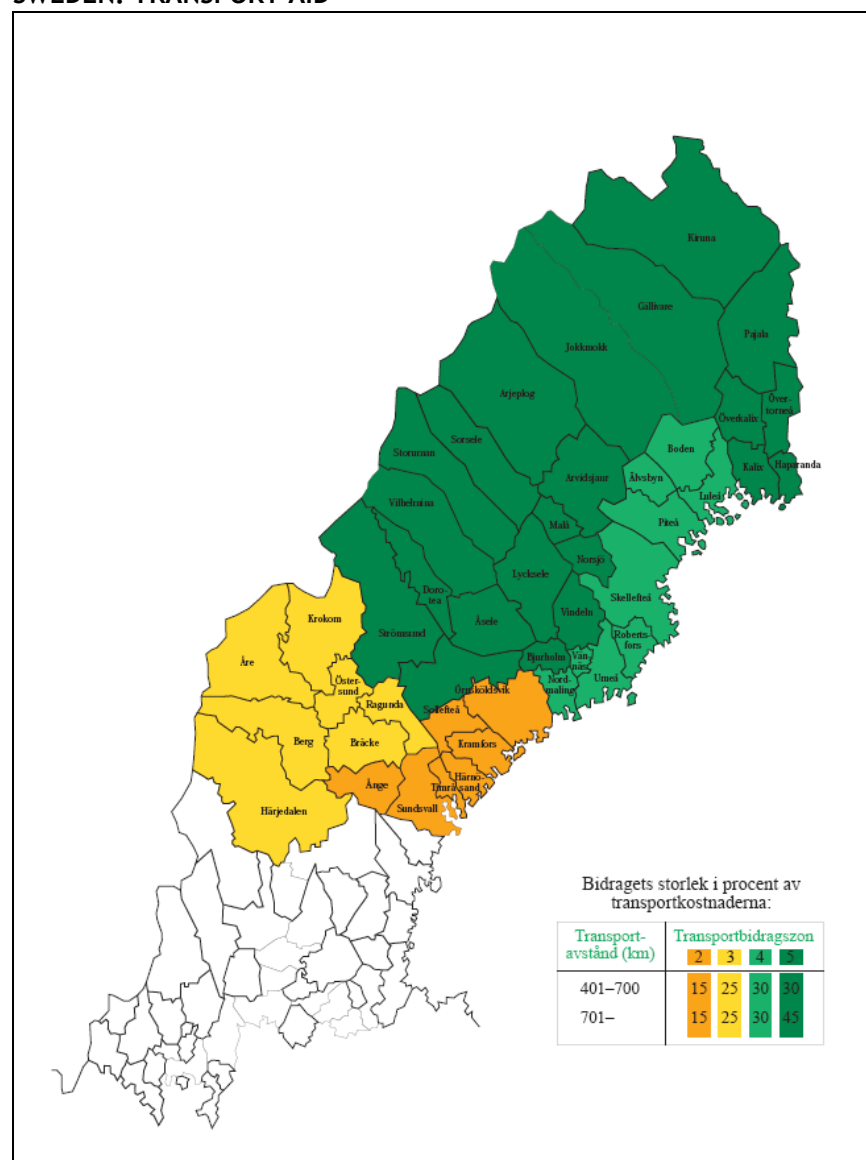 SWEDEN: TRANSPORT AID
Kiruna
Gällivare
Pajala
Jokkmokk
Arjeplog
Över-
torneå
Överkalix
Sorsele
Boden
Storuman
Kalix
Haparanda
Arvidsjaur
Älvsbyn
Luleå
Vilhelmina
Malå
Piteå
Norsjö
Lycksele
Doro-
tea
Skellefteå
Vindeln
Åsele
Krokom
Strömsund
Roberts-
fors
Åre
Bjurholm
Vän-
näs
Öster-
sund
Nord-
maling
Umeå
Örnsköldsvik
Ragunda
Sollefteå
Berg
Bräcke
Kramfors
Härnö-
sand
Ånge
Timrå
Härjedalen
Sundsvall
Bidragets storlek i procent av
transportkostnaderna:
Transport-
avstånd (km)
Transportbidragszon
2 3 4 5
401–700 15 25 30 30
701– 15 25 30 45